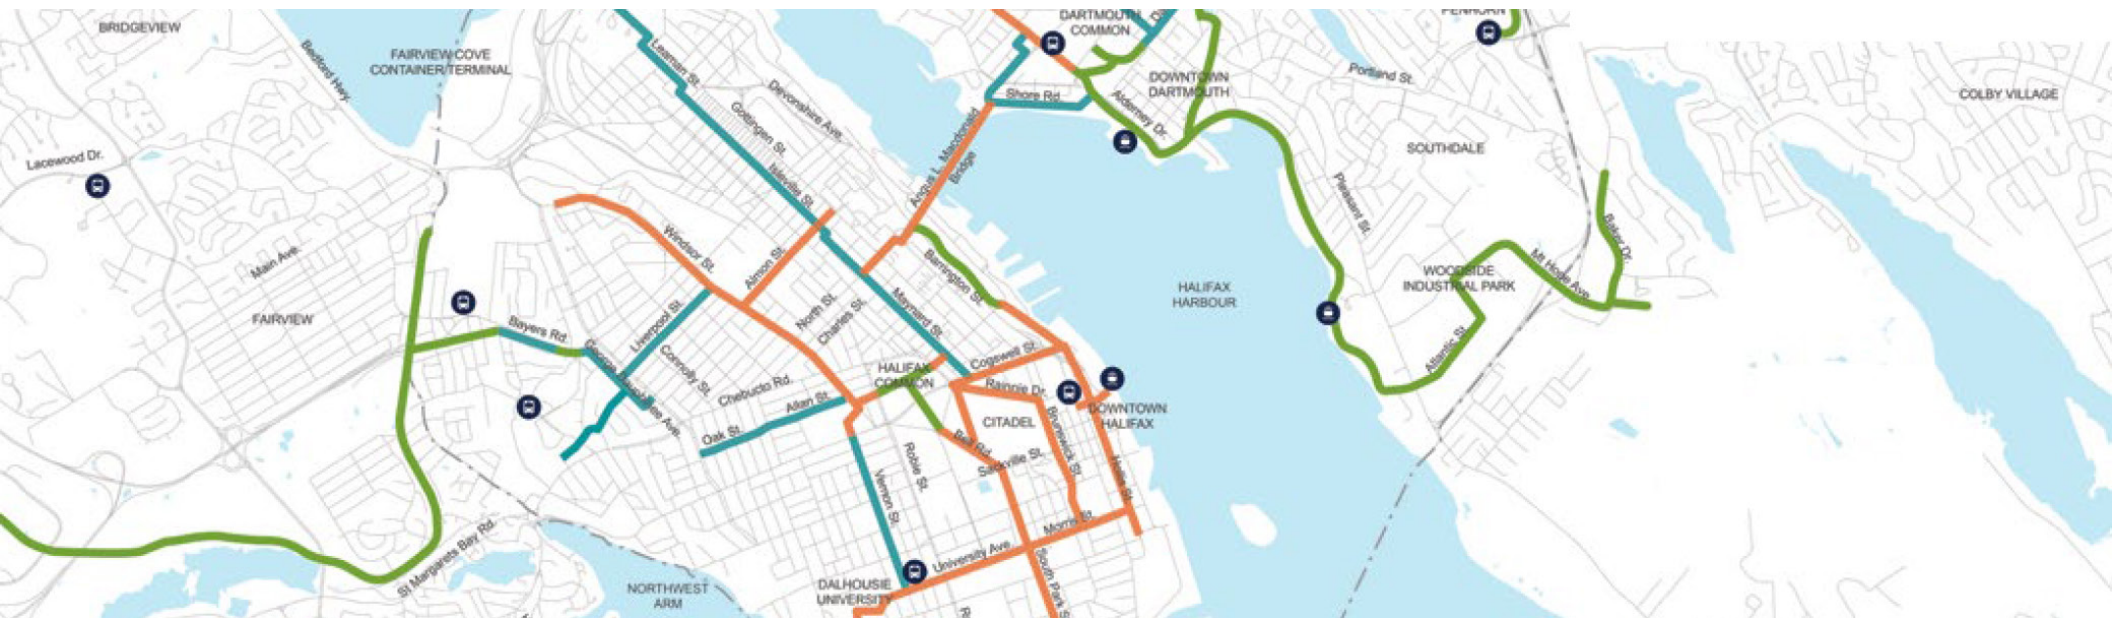 BRIDGEVIEW
FAIRVIEW COVE
CONTAINER TERMINAL
Bedford Hwy.
Lacewood Dr.
Main Ave.
FAIRVIEW
Leaman St.
Devonshire Ave.
Gottingen St.
Isleville St.
DARTMOUTH
COMMON
DOWNTOWN
DARTMOUTH
Shore Rd.
Alderney Dr.
Angus L. Macdonald
Bridge
PENHORN
Portland St.
COLBY VILLAGE
SOUTHDALE
Pleasant St.
Baker Dr.
Mt Hope Ave.
WOODSIDE
INDUSTRIAL PARK
Atlantic St.
HALIFAX
HARBOUR
Windsor St.
Almon St.
Barrington St.
North St.
Charles St.
Maynard St.
Bayers Rd.
Liverpool St.
George Dauphinee Ave.
Connolly St.
Chebucto Rd.
Allan St.
Oak St.
HALIFAX
COMMON
Cogswell St.
Rainnie Dr.
CITADEL
Brunswick St.
DOWNTOWN
HALIFAX
Bell Rd.
Sackville St.
Hollis St.
Robie St.
Vernon St.
Morris St.
University Ave.
South Park S
St Margarets Bay Rd.
NORTHWEST
ARM
DALHOUSIE
UNIVERSITY